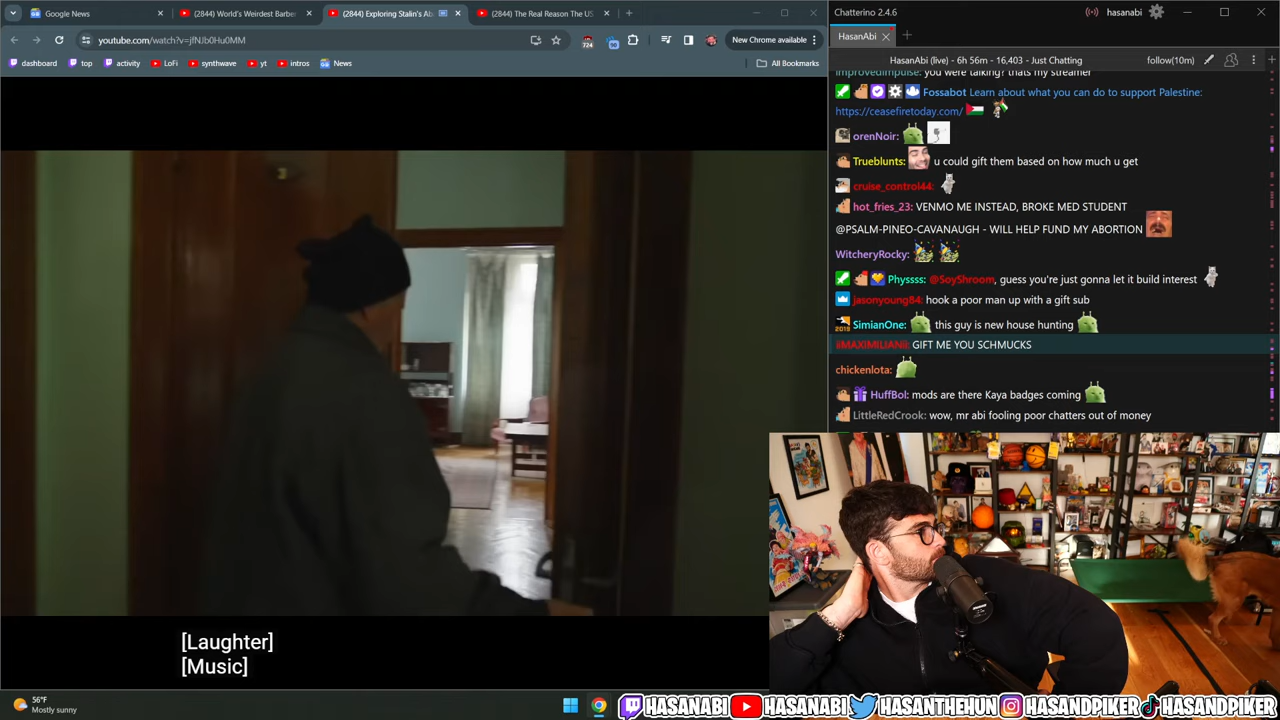 Google News
(2844) World's Weirdest Barbe
(2844) Exploring Stalin's Ab
(2844) The Real Reason The US
youtube.com/watch?v=jfNJb0Hu0MM
724
New Chrome available
dashboard
top
activity
LoFi
synthwave
yt
intros
News
All Bookmarks
[Laughter]
[Music]
Chatterino 2.4.6
hasanabi
HasanAbi
HasanAbi (live) - 6h 56m - 16,403 - Just Chatting
follow(10m)
improvedimpulse: you were talking? thats my streamer
Fossabot Learn about what you can do to support Palestine:
https://ceasefiretoday.com/
orenNoir:
Trueblunts: u could gift them based on how much u get
cruise_control44:
hot_fries_23: VENMO ME INSTEAD, BROKE MED STUDENT
@PSALM-PINEO-CAVANAUGH - WILL HELP FUND MY ABORTION
WitcheryRocky:
Physsss: @SoyShroom, guess you're just gonna let it build interest
jasonyoung84: hook a poor man up with a gift sub
2019 SimianOne: this guy is new house hunting
GIFT ME YOU SCHMUCKS
chickenlota:
HuffBol: mods are there Kaya badges coming
LittleRedCrook: wow, mr abi fooling poor chatters out of money
56°F
Mostly sunny
HASANABI
HASANABI
HASANTHEHUN
HASANDPIKER
HASANDPIKER